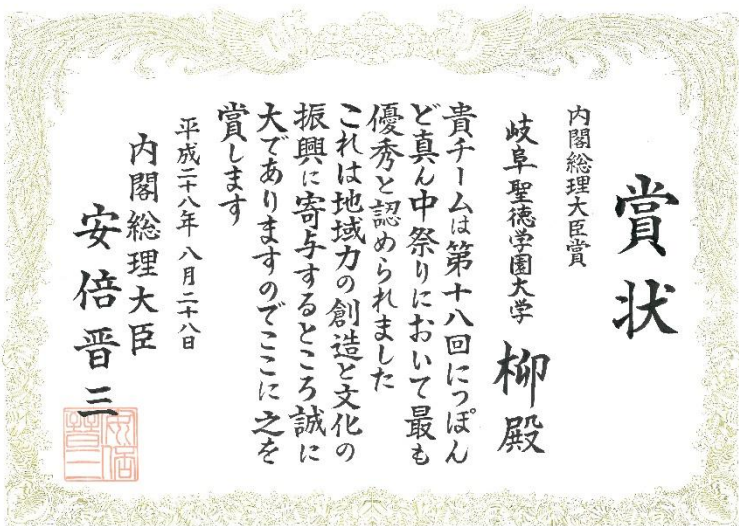 賞状
内閣総理大臣賞
岐阜聖徳学園大学 柳殿
貴チームは第十八回にっぽん
ど真ん中祭りにおいて最も
優秀と認められました
これは地域力の創造と文化の
振興に寄与するところ誠に
大でありますのでここに之を
賞します
平成二十八年 八月二十八日
内閣総理大臣
安倍晋三
安倍
晋三